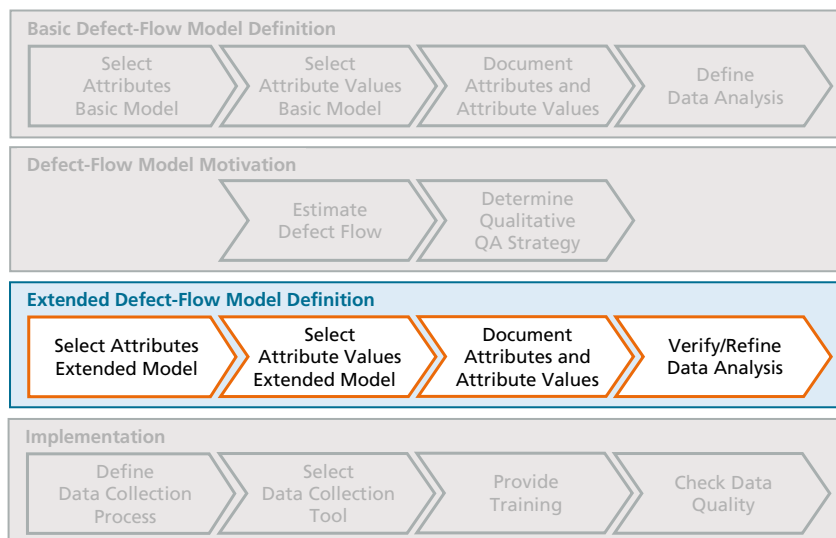 Basic Defect-Flow Model Definition
Select
Attributes
Basic Model
Select
Attribute Values
Basic Model
Document
Attributes and
Attribute Values
Define
Data Analysis
Defect-Flow Model Motivation
Estimate
Defect Flow
Determine
Qualitative
QA Strategy
Extended Defect-Flow Model Definition
Select Attributes
Extended Model
Select
Attribute Values
Extended Model
Document
Attributes and
Attribute Values
Verify/Refine
Data Analysis
Implementation
Define
Data Collection
Process
Select
Data Collection
Tool
Provide
Training
Check Data
Quality